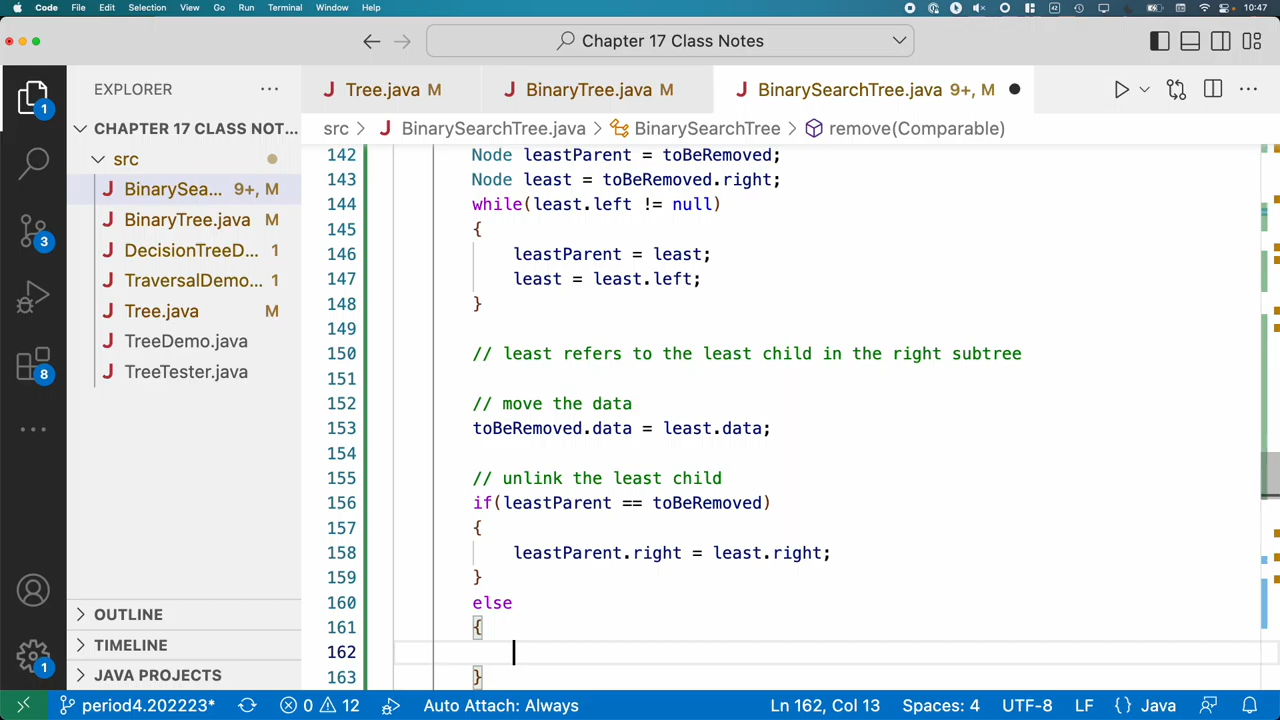 Code File Edit Selection View Go Run Terminal Window Help 10:47
Chapter 17 Class Notes
EXPLORER
Tree.java M
BinaryTree.java M
BinarySearchTree.java 9+, M
CHAPTER 17 CLASS NOT...
src > BinarySearchTree.java > BinarySearchTree > remove(Comparable)
src
BinarySea... 9+, M
BinaryTree.java M
DecisionTreeD... 1
TraversalDemo... 1
Tree.java M
TreeDemo.java
TreeTester.java
1
3
8
1
OUTLINE
TIMELINE
JAVA PROJECTS
142 Node leastParent = toBeRemoved;
143 Node least = toBeRemoved.right;
144 while(least.left != null)
145 {
146 leastParent = least;
147 least = least.left;
148 }
149
150 // least refers to the least child in the right subtree
151
152 // move the data
153 toBeRemoved.data = least.data;
154
155 // unlink the least child
156 if(leastParent == toBeRemoved)
157 {
158 leastParent.right = least.right;
159 }
160 else
161 {
162
163 }
period4.202223* 0 12 Auto Attach: Always Ln 162, Col 13 Spaces: 4 UTF-8 LF {} Java